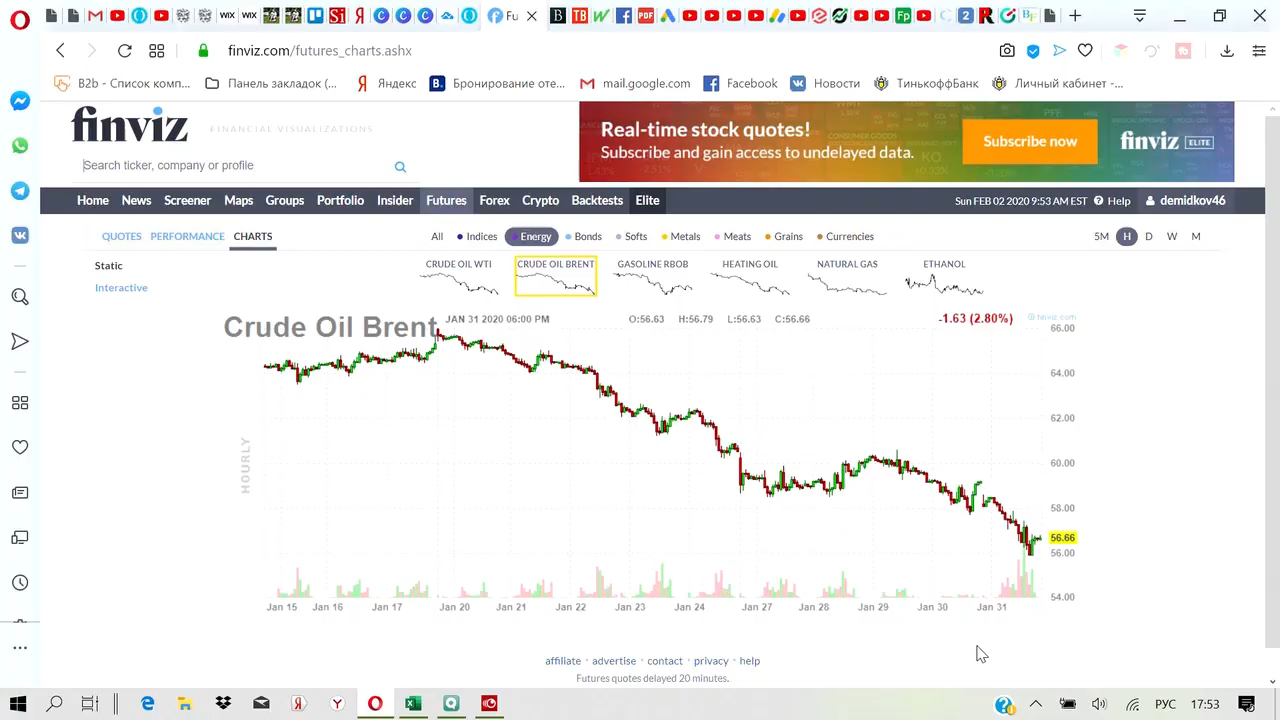 Fu
finviz.com/futures_charts.ashx
B2b - Список комп...
Панель закладок (...
Яндекс
Бронирование оте...
mail.google.com
Facebook
Новости
ТинькоффБанк
Личный кабинет -...
finviz FINANCIAL VISUALIZATIONS
Real-time stock quotes!
Subscribe and gain access to undelayed data.
Subscribe now
finviz ELITE
Search ticker, company or profile
Home News Screener Maps Groups Portfolio Insider Futures Forex Crypto Backtests Elite
Sun FEB 02 2020 9:53 AM EST Help demidkov46
QUOTES PERFORMANCE CHARTS
All Indices Energy Bonds Softs Metals Meats Grains Currencies
5M H D W M
Static
Interactive
CRUDE OIL WTI CRUDE OIL BRENT GASOLINE RBOB HEATING OIL NATURAL GAS ETHANOL
Crude Oil Brent
JAN 31 2020 06:00 PM O:56.63 H:56.79 L:56.63 C:56.66 -1.63 (2.80%)
finviz.com
66.00
64.00
62.00
60.00
58.00
56.66
56.00
54.00
HOURLY
Jan 15 Jan 16 Jan 17 Jan 20 Jan 21 Jan 22 Jan 23 Jan 24 Jan 27 Jan 28 Jan 29 Jan 30 Jan 31
affiliate · advertise · contact · privacy · help
Futures quotes delayed 20 minutes.
РУС 17:53